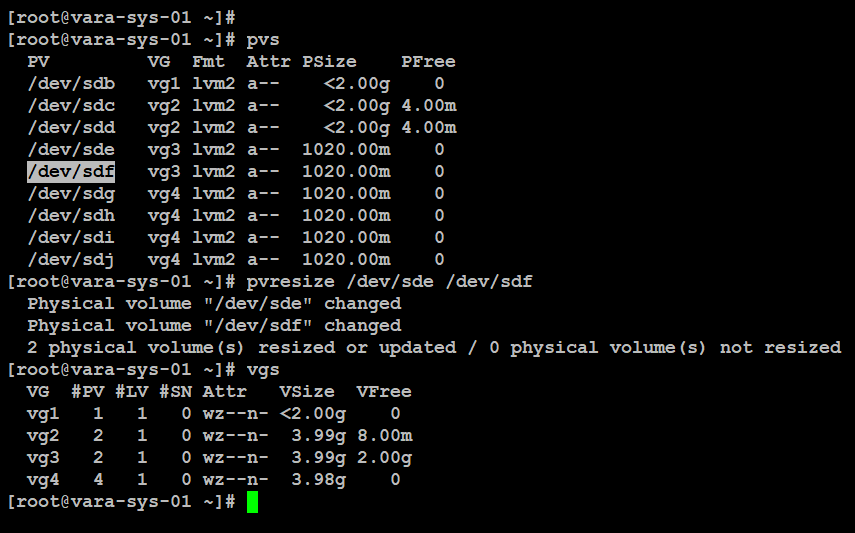 [root@vara-sys-01 ~]#
[root@vara-sys-01 ~]# pvs
  PV         VG  Fmt  Attr PSize    PFree
  /dev/sdb   vg1 lvm2 a--    <2.00g    0
  /dev/sdc   vg2 lvm2 a--    <2.00g 4.00m
  /dev/sdd   vg2 lvm2 a--    <2.00g 4.00m
  /dev/sde   vg3 lvm2 a--  1020.00m    0
  /dev/sdf   vg3 lvm2 a--  1020.00m    0
  /dev/sdg   vg4 lvm2 a--  1020.00m    0
  /dev/sdh   vg4 lvm2 a--  1020.00m    0
  /dev/sdi   vg4 lvm2 a--  1020.00m    0
  /dev/sdj   vg4 lvm2 a--  1020.00m    0
[root@vara-sys-01 ~]# pvresize /dev/sde /dev/sdf
  Physical volume "/dev/sde" changed
  Physical volume "/dev/sdf" changed
  2 physical volume(s) resized or updated / 0 physical volume(s) not resized
[root@vara-sys-01 ~]# vgs
  VG  #PV #LV #SN Attr   VSize  VFree
  vg1   1   1   0 wz--n- <2.00g    0
  vg2   2   1   0 wz--n-  3.99g 8.00m
  vg3   2   1   0 wz--n-  3.99g 2.00g
  vg4   4   1   0 wz--n-  3.98g    0
[root@vara-sys-01 ~]#